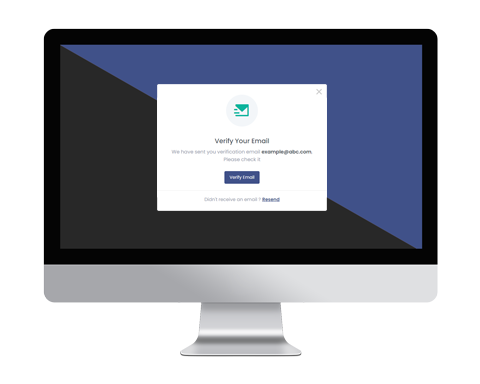 Verify Your Email
We have sent you verification email example@abc.com.
Please check it
Verify Email
Didn't receive an email ? Resend